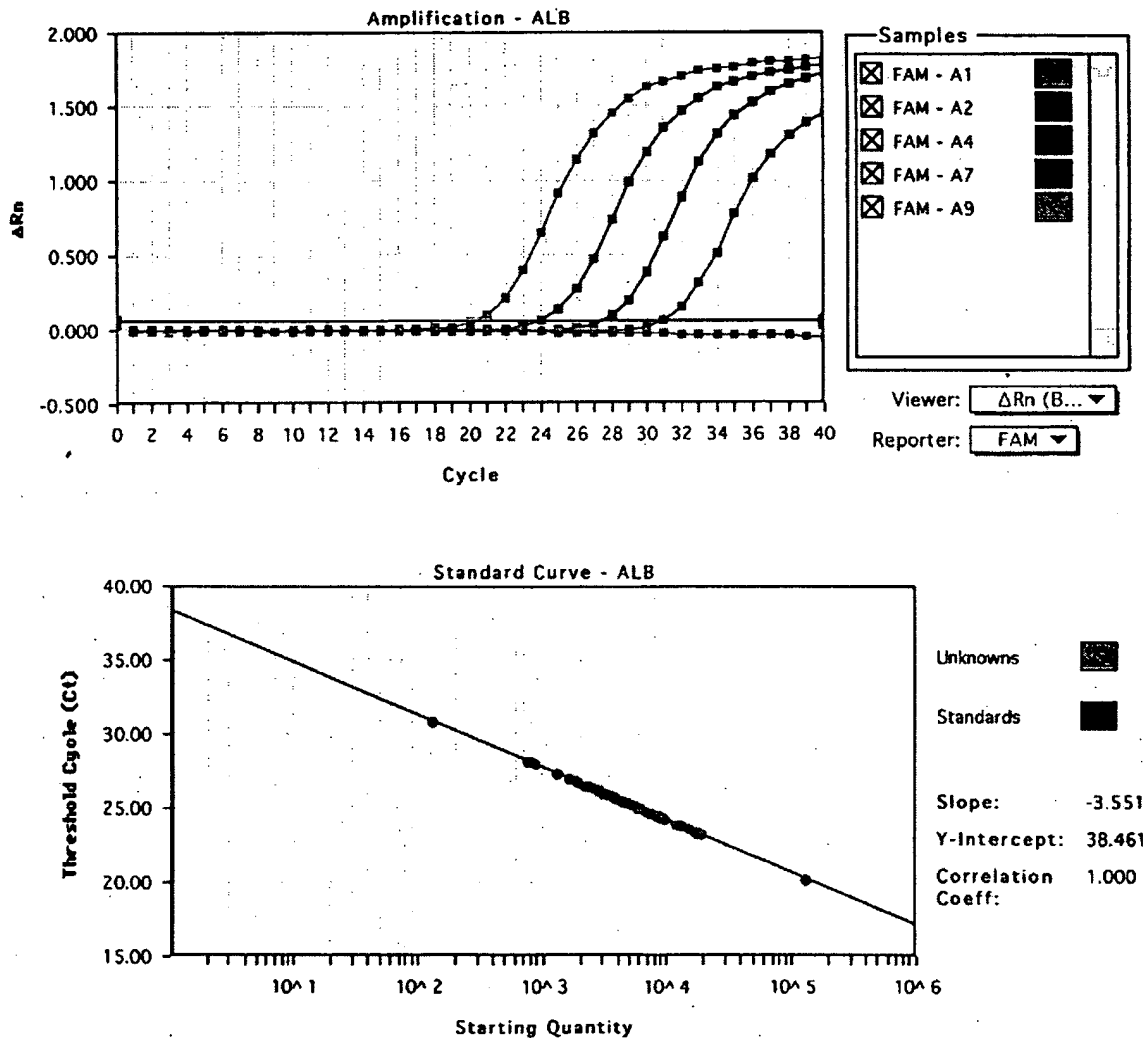 Amplification - ALB
2.000
1.500
1.000
0.500
0.000
-0.500
ΔRn
0 2 4 6 8 10 12 14 16 18 20 22 24 26 28 30 32 34 36 38 40
Cycle
Samples
FAM - A1
FAM - A2
FAM - A4
FAM - A7
FAM - A9
Viewer: ΔRn (B...
Reporter: FAM
Standard Curve - ALB
40.00
35.00
30.00
25.00
20.00
15.00
Threshold Cycle (Ct)
10^1 10^2 10^3 10^4 10^5 10^6
Starting Quantity
Unknowns
Standards
Slope: -3.551
Y-Intercept: 38.461
Correlation 1.000
Coeff: